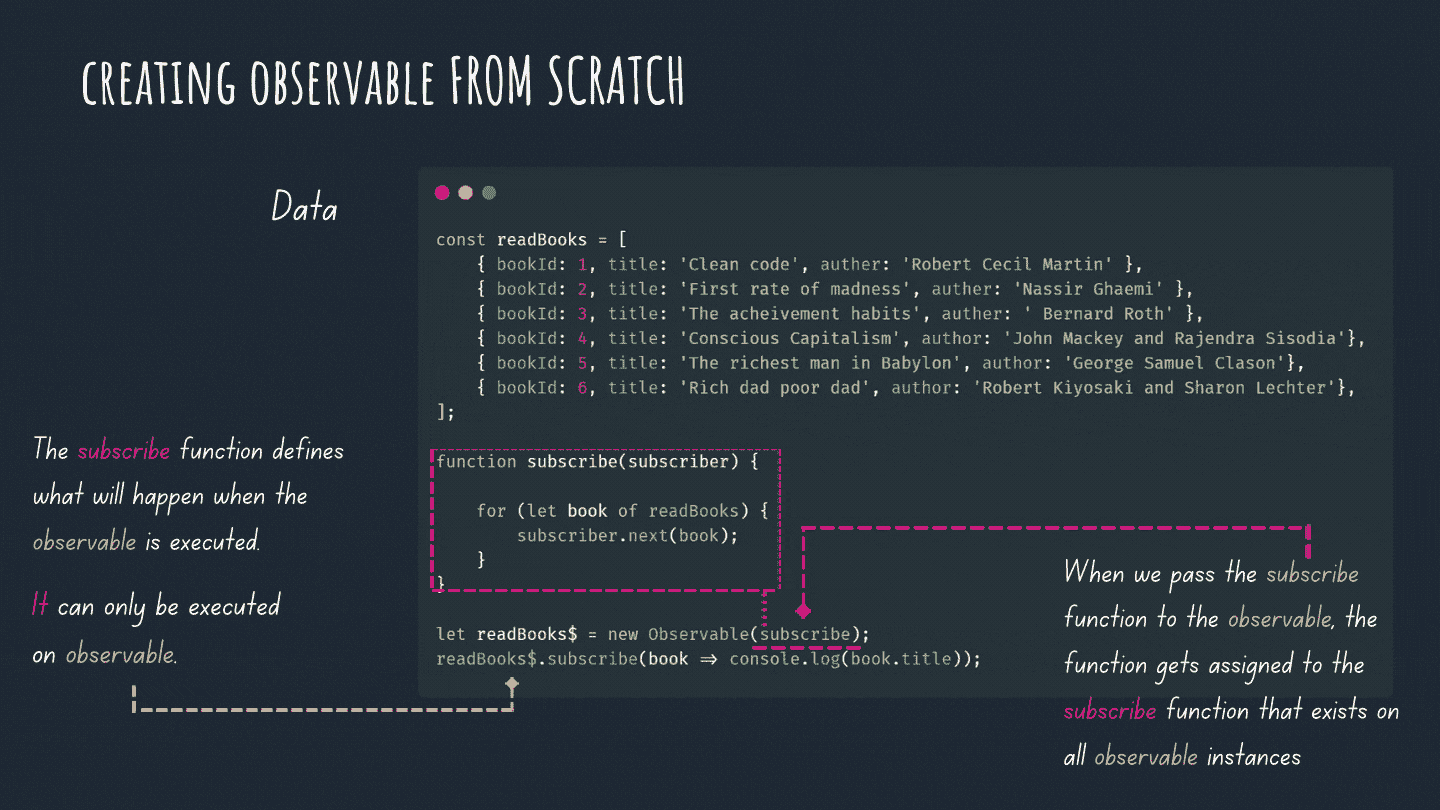 CREATING OBSERVABLE FROM SCRATCH
Data
const readBooks = [
    { bookId: 1, title: 'Clean code', auther: 'Robert Cecil Martin' },
    { bookId: 2, title: 'First rate of madness', auther: 'Nassir Ghaemi' },
    { bookId: 3, title: 'The acheivement habits', auther: ' Bernard Roth' },
    { bookId: 4, title: 'Conscious Capitalism', author: 'John Mackey and Rajendra Sisodia'},
    { bookId: 5, title: 'The richest man in Babylon', author: 'George Samuel Clason'},
    { bookId: 6, title: 'Rich dad poor dad', author: 'Robert Kiyosaki and Sharon Lechter'},
];
The subscribe function defines
what will happen when the
observable is executed.
It can only be executed
on observable.
function subscribe(subscriber) {
    for (let book of readBooks) {
        subscriber.next(book);
    }
}
let readBooks$ = new Observable(subscribe);
readBooks$.subscribe(book => console.log(book.title));
When we pass the subscribe
function to the observable, the
function gets assigned to the
subscribe function that exists on
all observable instances